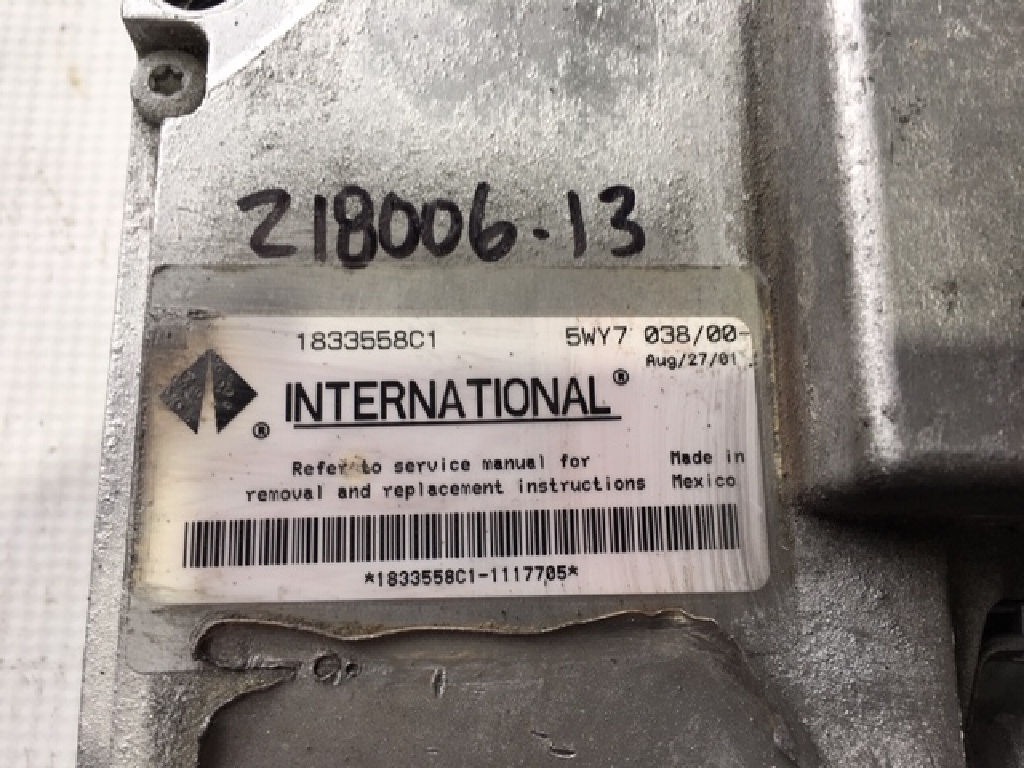 218006.13
1833558C1 5WY7 038/00-
Aug/27/01
® INTERNATIONAL®
Refer to service manual for Made in
removal and replacement instructions Mexico
*1833558C1-1117705*